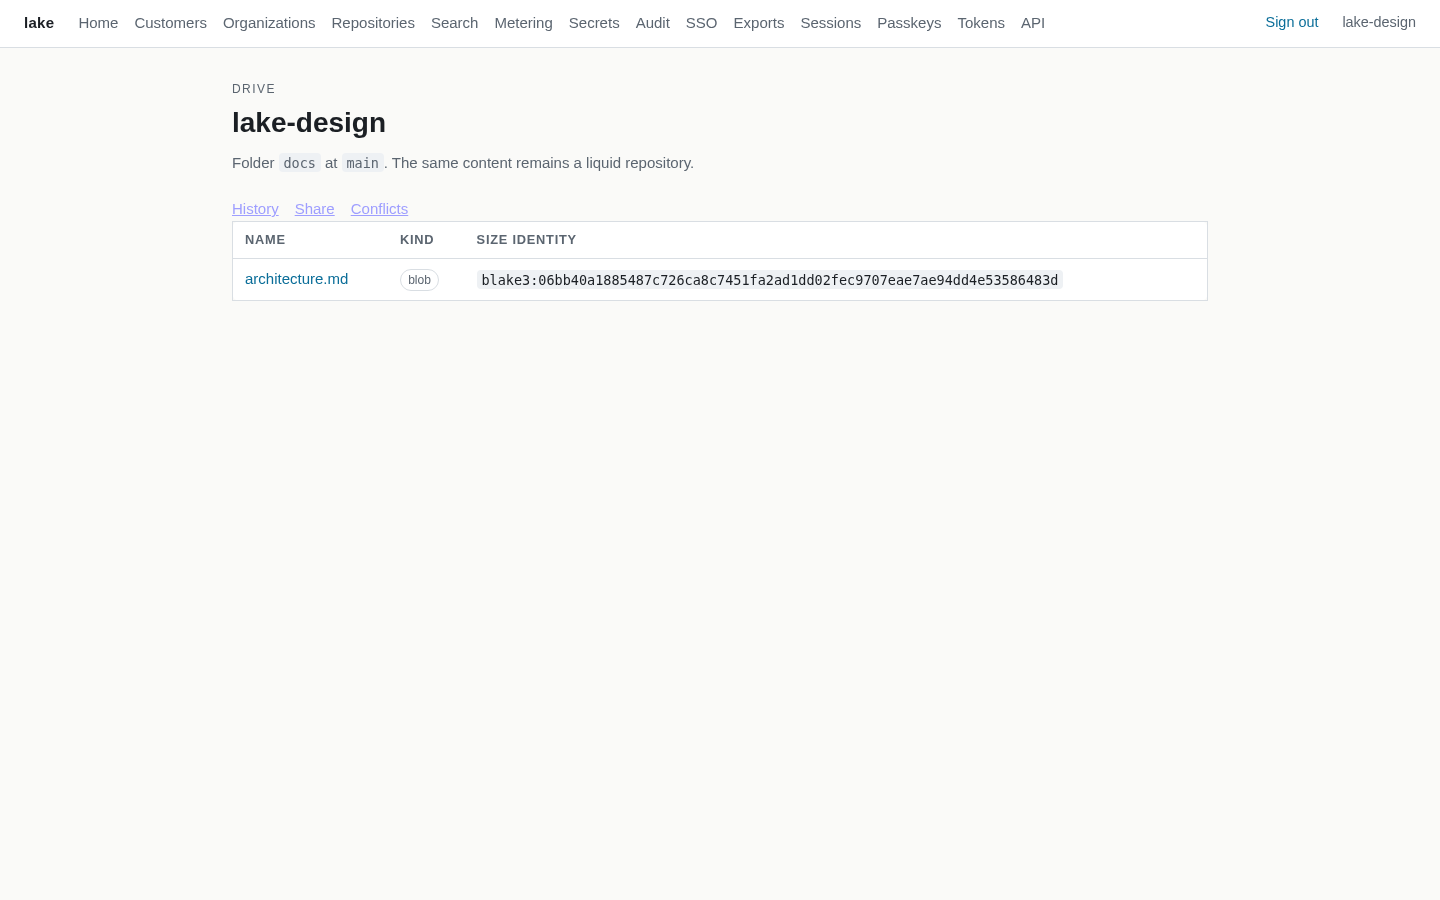 lake Home Customers Organizations Repositories Search Metering Secrets Audit SSO Exports Sessions Passkeys Tokens API Sign out lake-design
DRIVE
lake-design
Folder docs at main. The same content remains a liquid repository.
History Share Conflicts
NAME KIND SIZE IDENTITY
architecture.md blob blake3:06bb40a1885487c726ca8c7451fa2ad1dd02fec9707eae7ae94dd4e53586483d